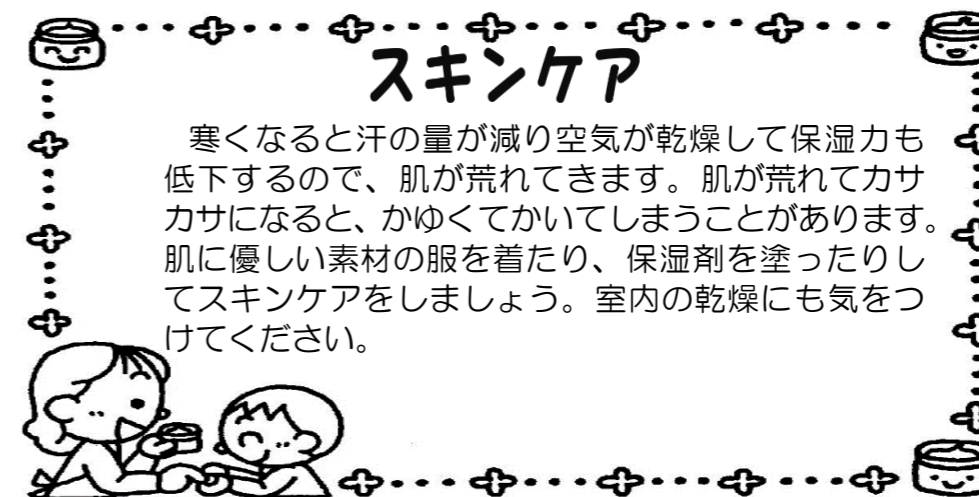 スキンケア
寒くなると汗の量が減り空気が乾燥して保湿力も
低下するので、肌が荒れてきます。肌が荒れてカサ
カサになると、かゆくてかいてしまうことがあります。
肌に優しい素材の服を着たり、保湿剤を塗ったりし
てスキンケアをしましょう。室内の乾燥にも気をつ
けてください。